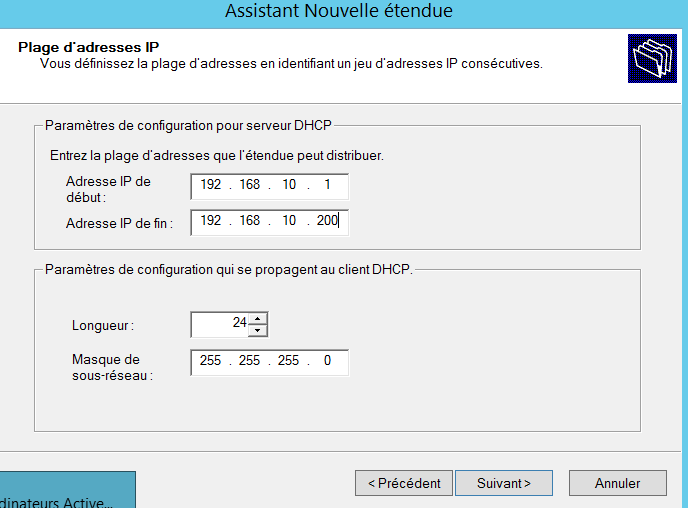 Assistant Nouvelle étendue
Plage d'adresses IP
Vous définissez la plage d'adresses en identifiant un jeu d'adresses IP consécutives.
Paramètres de configuration pour serveur DHCP
Entrez la plage d'adresses que l'étendue peut distribuer.
Adresse IP de
début :
192 . 168 . 10 . 1
Adresse IP de fin :
192 . 168 . 10 . 200
Paramètres de configuration qui se propagent au client DHCP.
Longueur :
24
Masque de
sous-réseau :
255 . 255 . 255 . 0
< Précédent
Suivant >
Annuler
dinateurs Active...